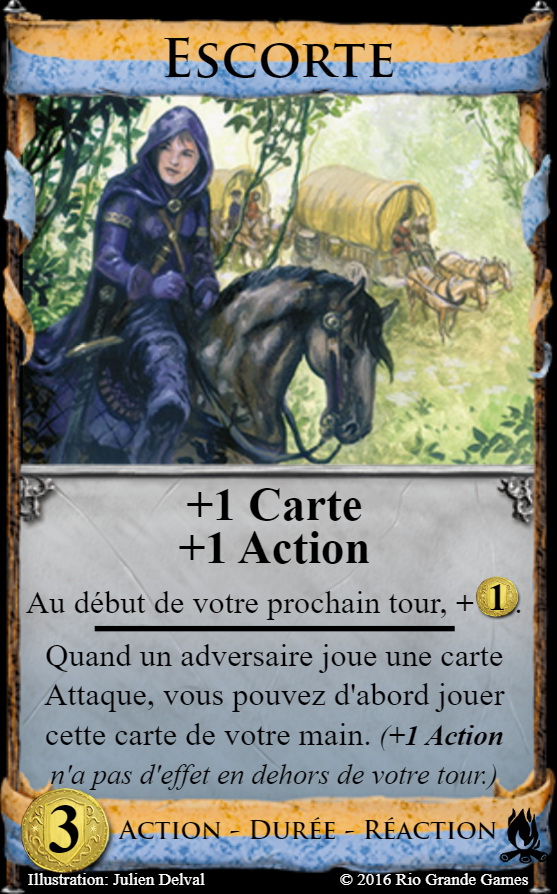 Escorte
+1 Carte
+1 Action
Au début de votre prochain tour, +1.
Quand un adversaire joue une carte
Attaque, vous pouvez d'abord jouer
cette carte de votre main. (+1 Action
n'a pas d'effet en dehors de votre tour.)
3 Action - Durée - Réaction
Illustration: Julien Delval © 2016 Rio Grande Games